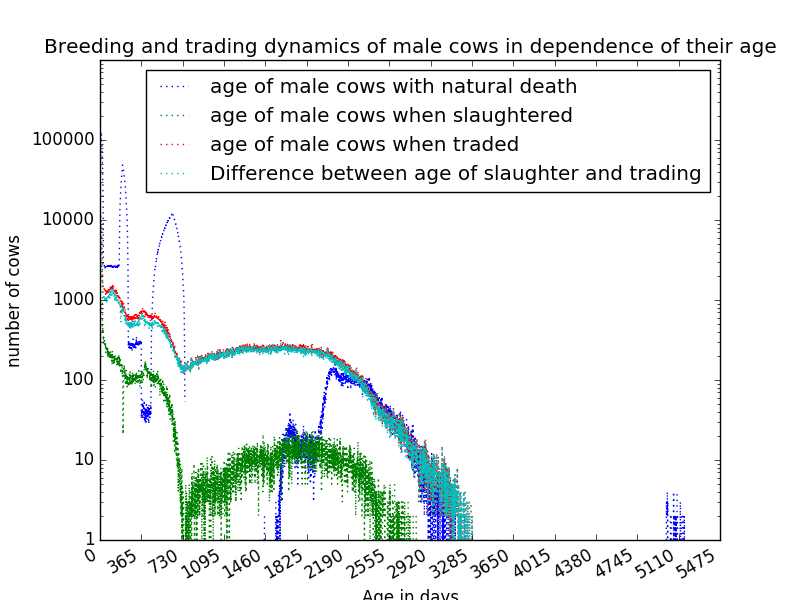 Breeding and trading dynamics of male cows in dependence of their age
age of male cows with natural death
age of male cows when slaughtered
age of male cows when traded
Difference between age of slaughter and trading
100000
10000
1000
100
10
1
number of cows
0 365 730 1095 1460 1825 2190 2555 2920 3285 3650 4015 4380 4745 5110 5475
Age in days